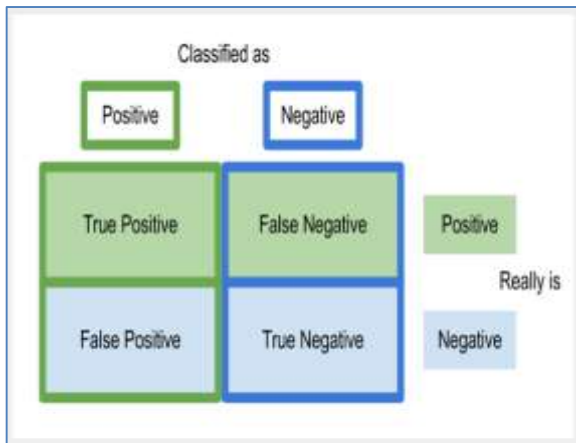 Classified as
Positive
Negative
True Positive
False Negative
Positive
Really is
False Positive
True Negative
Negative